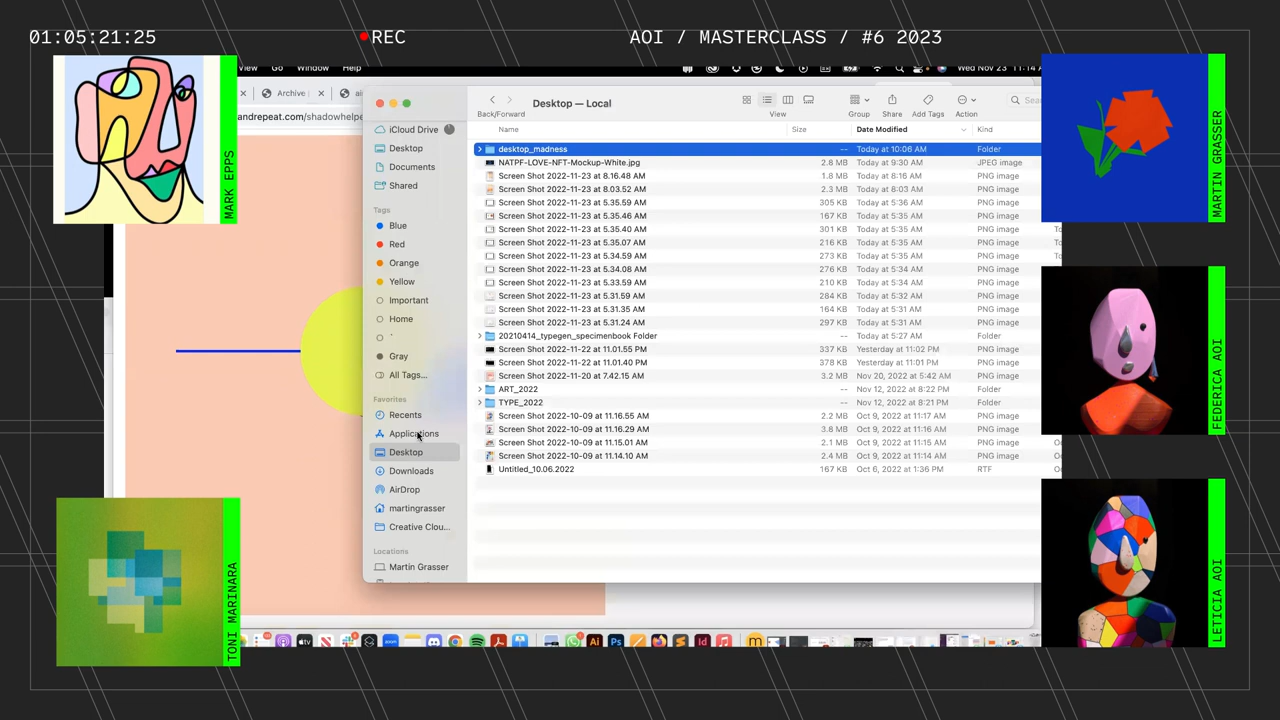 01:05:21:25
REC
AOI / MASTERCLASS / #6 2023
MARK EPPS
TONI MARINARA
MARTIN GRASSER
FEDERICA AOI
LETICIA AOI
View Go Window Help
Wed Nov 23 11:14 A
Archive
andrepeat.com/shadowhelpe
Back/Forward
Desktop — Local
View
Group
Share
Add Tags
Action
Sea
iCloud Drive
Desktop
Documents
Shared
Tags
Blue
Red
Orange
Yellow
Important
Home
Gray
All Tags...
Favorites
Recents
Applications
Desktop
Downloads
AirDrop
martingrasser
Creative Clou...
Locations
Martin Grasser
Name Size Date Modified Kind
desktop_madness -- Today at 10:06 AM Folder
NATPF-LOVE-NFT-Mockup-White.jpg 2.8 MB Today at 9:30 AM JPEG image
Screen Shot 2022-11-23 at 8.16.48 AM 1.8 MB Today at 8:16 AM PNG image
Screen Shot 2022-11-23 at 8.03.52 AM 2.3 MB Today at 8:03 AM PNG image
Screen Shot 2022-11-23 at 5.35.59 AM 305 KB Today at 5:36 AM PNG image
Screen Shot 2022-11-23 at 5.35.46 AM 167 KB Today at 5:35 AM PNG image
Screen Shot 2022-11-23 at 5.35.40 AM 301 KB Today at 5:35 AM PNG image
Screen Shot 2022-11-23 at 5.35.07 AM 216 KB Today at 5:35 AM PNG image
Screen Shot 2022-11-23 at 5.34.59 AM 273 KB Today at 5:35 AM PNG image
Screen Shot 2022-11-23 at 5.34.08 AM 276 KB Today at 5:34 AM PNG image
Screen Shot 2022-11-23 at 5.33.59 AM 210 KB Today at 5:34 AM PNG image
Screen Shot 2022-11-23 at 5.31.59 AM 284 KB Today at 5:32 AM PNG image
Screen Shot 2022-11-23 at 5.31.35 AM 164 KB Today at 5:31 AM PNG image
Screen Shot 2022-11-23 at 5.31.24 AM 297 KB Today at 5:31 AM PNG image
20210414_typegen_specimenbook Folder -- Today at 5:27 AM Folder
Screen Shot 2022-11-22 at 11.01.55 PM 337 KB Yesterday at 11:02 PM PNG image
Screen Shot 2022-11-22 at 11.01.40 PM 378 KB Yesterday at 11:01 PM PNG image
Screen Shot 2022-11-20 at 7.42.15 AM 3.2 MB Nov 20, 2022 at 5:42 AM PNG image
ART_2022 -- Nov 12, 2022 at 8:22 PM Folder
TYPE_2022 -- Nov 12, 2022 at 8:21 PM Folder
Screen Shot 2022-10-09 at 11.16.55 AM 2.2 MB Oct 9, 2022 at 11:17 AM PNG image
Screen Shot 2022-10-09 at 11.16.29 AM 3.8 MB Oct 9, 2022 at 11:16 AM PNG image
Screen Shot 2022-10-09 at 11.15.01 AM 2.1 MB Oct 9, 2022 at 11:15 AM PNG image
Screen Shot 2022-10-09 at 11.14.10 AM 2.4 MB Oct 9, 2022 at 11:14 AM PNG image
Untitled_10.06.2022 167 KB Oct 6, 2022 at 1:36 PM RTF